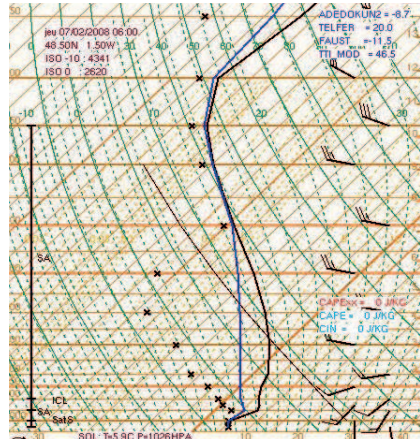 jeu 07/02/2008 06:00
48.50N 1.50W
ISO -10 : 4341
ISO 0 : 2620
ADEDOKUN2 = -8.7
TELFER = 20.0
FAUST = -11.5
TTI_MOD = 46.5
-10
0
10
20
30
SA
CAPExx = 0 J/KG
CAPE = 0 J/KG
CIN = 0 J/KG
ICL
SA
SatS
SOL: T=5.9C P=1026HPA